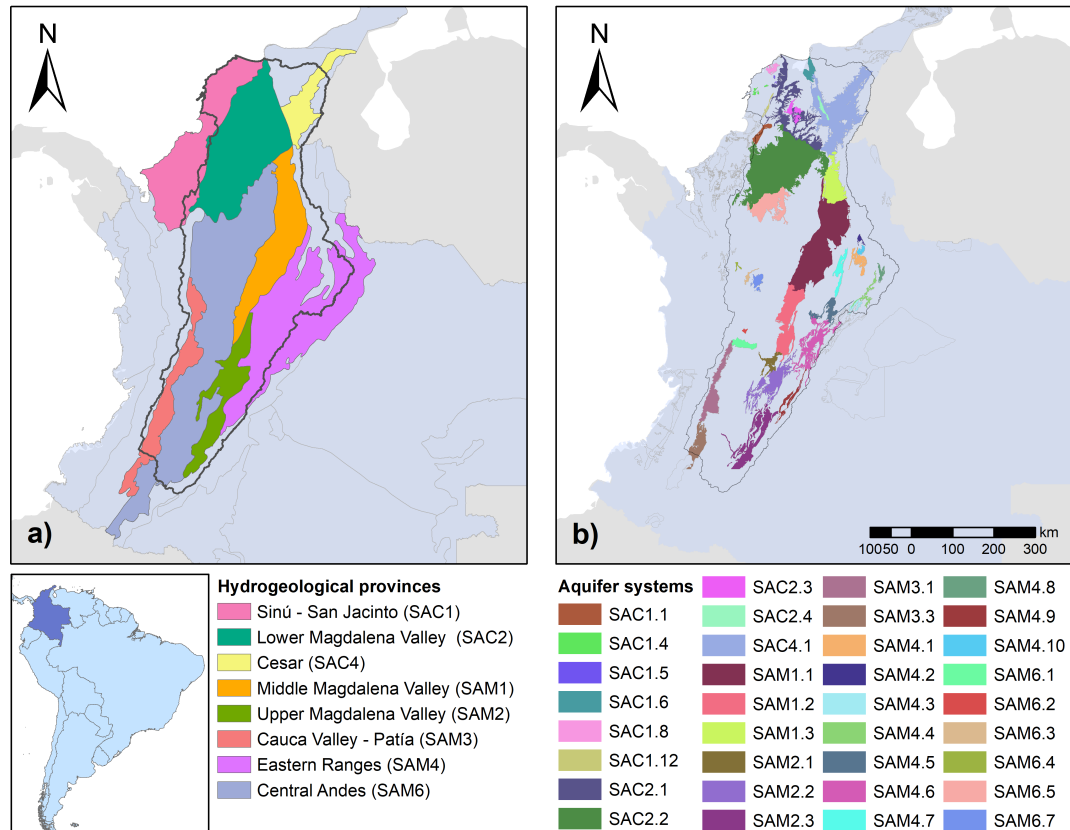 N
a)
N
b)
km
10050 0 100 200 300
Hydrogeological provinces
Sinú - San Jacinto (SAC1)
Lower Magdalena Valley (SAC2)
Cesar (SAC4)
Middle Magdalena Valley (SAM1)
Upper Magdalena Valley (SAM2)
Cauca Valley - Patía (SAM3)
Eastern Ranges (SAM4)
Central Andes (SAM6)
Aquifer systems
SAC1.1
SAC1.4
SAC1.5
SAC1.6
SAC1.8
SAC1.12
SAC2.1
SAC2.2
SAC2.3
SAC2.4
SAC4.1
SAM1.1
SAM1.2
SAM1.3
SAM2.1
SAM2.2
SAM2.3
SAM3.1
SAM3.3
SAM4.1
SAM4.2
SAM4.3
SAM4.4
SAM4.5
SAM4.6
SAM4.7
SAM4.8
SAM4.9
SAM4.10
SAM6.1
SAM6.2
SAM6.3
SAM6.4
SAM6.5
SAM6.7